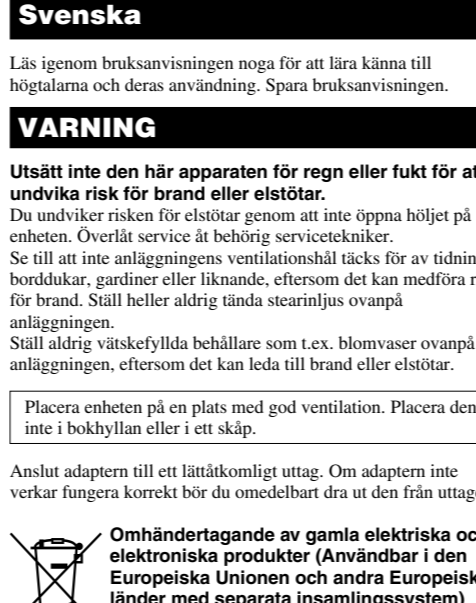 Svenska
Läs igenom bruksanvisningen noga för att lära känna till
högtalarna och deras användning. Spara bruksanvisningen.
VARNING
Utsätt inte den här apparaten för regn eller fukt för
undvika risk för brand eller elstötar.
Du undviker risken för elstötar genom att inte öppna höljet på
enheten. Överlåt service åt behörig servicetekniker.
Se till att inte anläggningens ventilationshål täcks för av
borddukar, gardiner eller liknande, eftersom det kan medföra
för brand. Ställ heller aldrig tända stearinljus ovanpå
anläggningen.
Ställ aldrig vätskefyllda behållare som t.ex. blomvaser ovanpå
anläggningen, eftersom det kan leda till brand eller elstötar.
Placera enheten på en plats med god ventilation. Placera den
inte i bokhyllan eller i ett skåp.
Anslut adaptern till ett lättåtkomligt uttag. Om adaptern inte
verkar fungera korrekt bör du omedelbart dra ut den från
Omhändertagande av gamla elektriska
elektroniska produkter (Användbar i den
Europeiska Unionen och andra
länder med separata insamlingssystem)